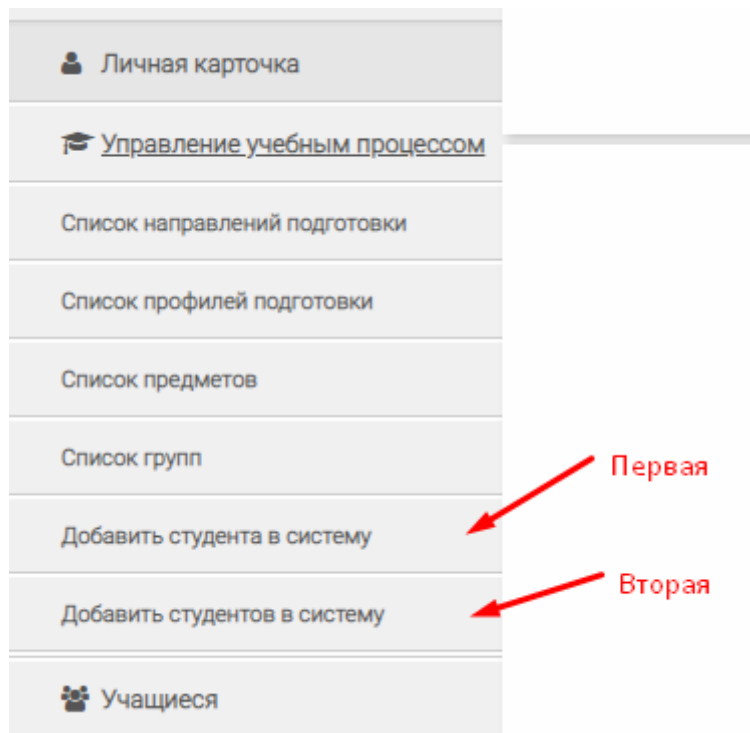 Личная карточка
Управление учебным процессом
Список направлений подготовки
Список профилей подготовки
Список предметов
Список групп
Первая
Добавить студента в систему
Вторая
Добавить студентов в систему
Учащиеся